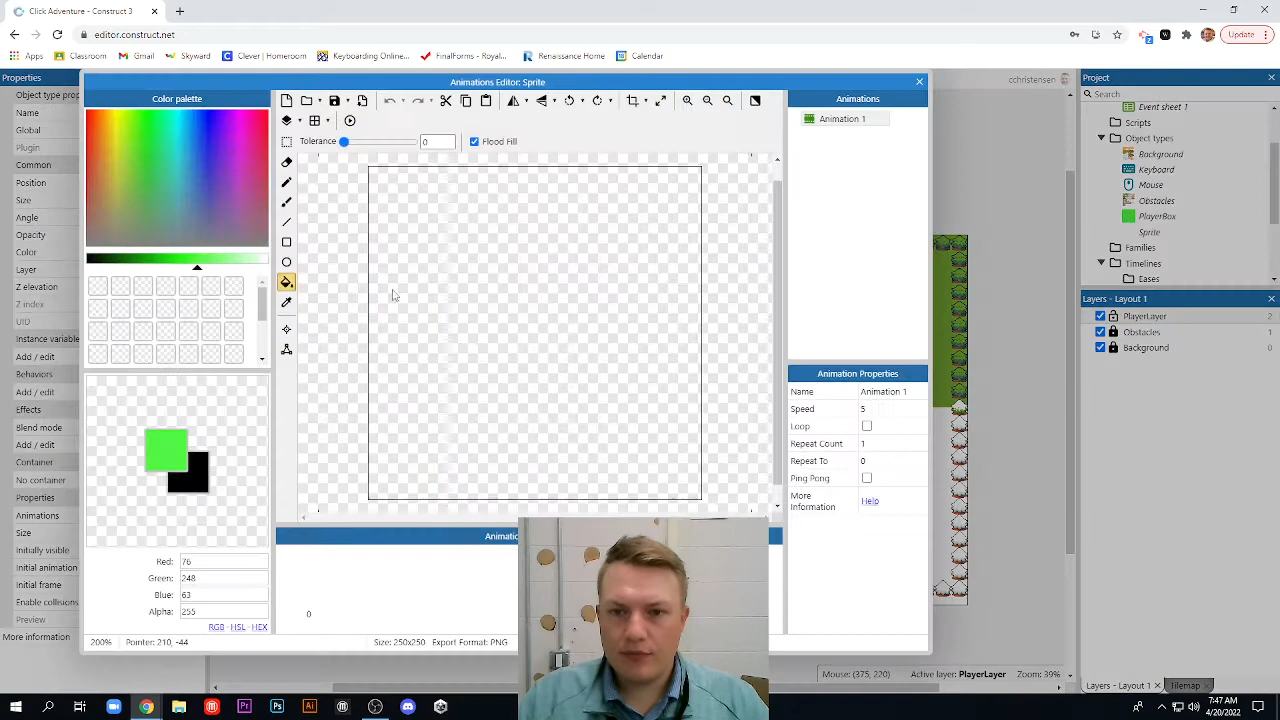 Click Adventure - Construct 3
editor.construct.net
Update
Apps
Classroom
Gmail
Skyward
Clever | Homeroom
Keyboarding Online...
FinalForms - Royal...
Renaissance Home
Calendar
Properties
Object type prop
Name
Global
Plugin
Common
Position
Size
Angle
Opacity
Color
Layer
Z elevation
Z index
UID
Instance variable
Add / edit
Behaviors
Add / edit
Effects
Blend mode
Add / edit
Container
No container
Properties
Animations
Size
Initially visible
Initial animation
Initial frame
Enable collisions
Preview
More information
Animations Editor: Sprite
Color palette
Red: 76
Green: 248
Blue: 63
Alpha: 255
RGB - HSL - HEX
Tolerance
0
Flood Fill
0
200%
Pointer: 210, -44
Size: 250x250
Export Format: PNG
Animations
Animation 1
Animation Properties
Name Animation 1
Speed 5
Loop
Repeat Count 1
Repeat To 0
Ping Pong
More Information Help
cchristensen
Project
Search
Event sheet 1
Scripts
Object types
Background
Keyboard
Mouse
Obstacles
PlayerBox
Sprite
Families
Timelines
Eases
Layers - Layout 1
PlayerLayer 2
Obstacles 1
Background 0
Mouse: (375, 220)
Active layer: PlayerLayer
Zoom: 39%
Layers - Layout 1
Tilemap
7:47 AM
4/20/2022